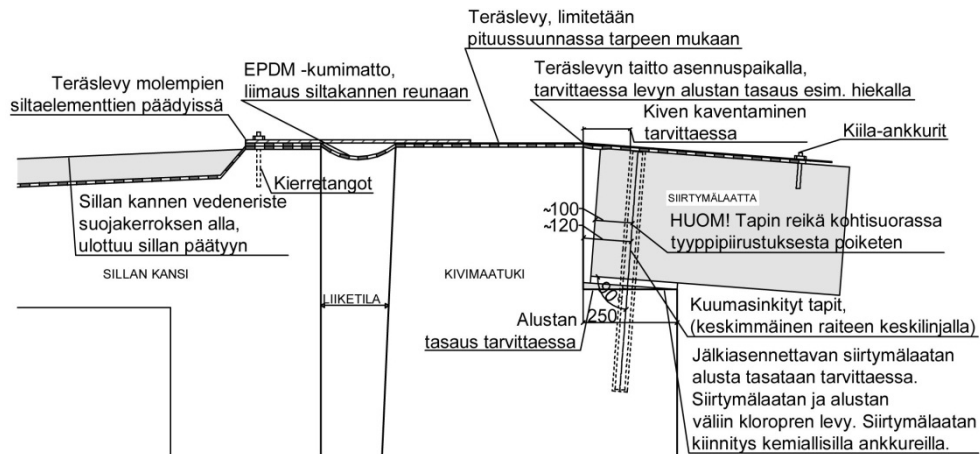 Teräslevy, limitetään
pituussuunnassa tarpeen mukaan
EPDM -kumimatto,
liimaus siltakannen reunaan
Teräslevyn taitto asennuspaikalla,
tarvittaessa levyn alustan tasaus esim. hiekalla
Teräslevy molempien
siltaelementtien päädyissä
Kiven kaventaminen
tarvittaessa
Kiila-ankkurit
Kierretangot
Sillan kannen vedeneriste
suojakerroksen alla,
ulottuu sillan päätyyn
SIIRTYMÄLAATTA
~100
~120
HUOM! Tapin reikä kohtisuorassa
tyyppipiirustuksesta poiketen
SILLAN KANSI
KIVIMAATUKI
LIIKETILA
90
250
Alustan
tasaus tarvittaessa
Kuumasinkityt tapit,
(keskimmäinen raiteen keskilinjalla)
Jälkiasennettavan siirtymälaatan
alusta tasataan tarvittaessa.
Siirtymälaatan ja alustan
väliin kloropren levy. Siirtymälaatan
kiinnitys kemiallisilla ankkureilla.